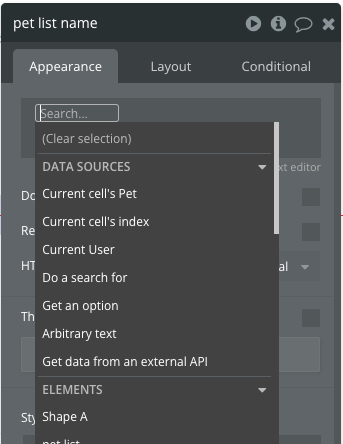 pet list name
Appearance
Layout
Conditional
Search...
(Clear selection)
DATA SOURCES
xt editor
Current cell's Pet
Do
Current cell's index
Re
Current User
HT
al
Do a search for
Get an option
Th
Arbitrary text
Get data from an external API
ELEMENTS
Shape A
Sty
pet list